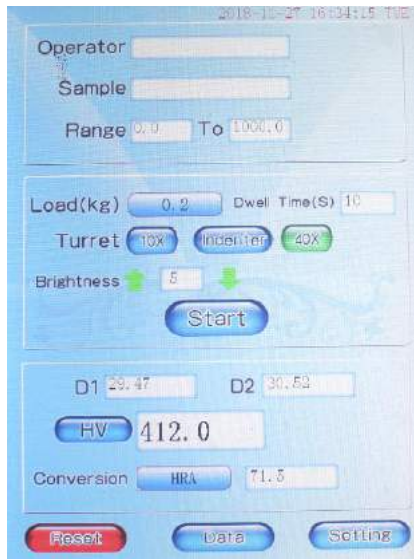 2018-11-27 16:34:15 TUE
Operator
Sample
Range 0.0 To 1000.0
Load(kg) 0.2 Dwell Time(S) 10
Turret 10X Indenter 40X
Brightness 5
Start
D1 29.47 D2 30.52
HV 412.0
Conversion HRA 71.5
Reset Data Setting